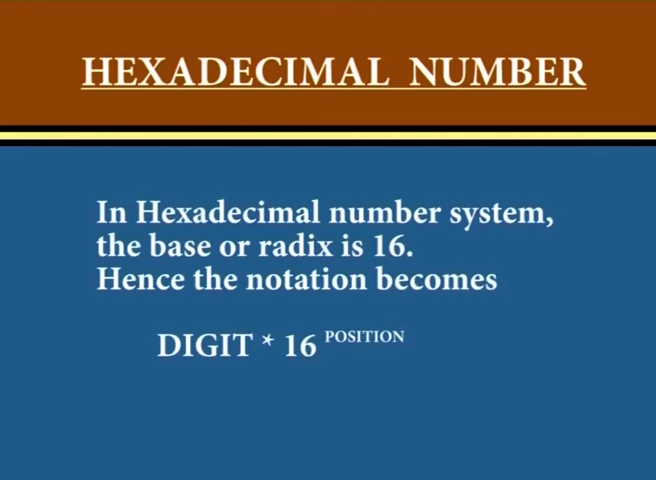 HEXADECIMAL NUMBER
In Hexadecimal number system,
the base or radix is 16.
Hence the notation becomes
DIGIT * 16 POSITION